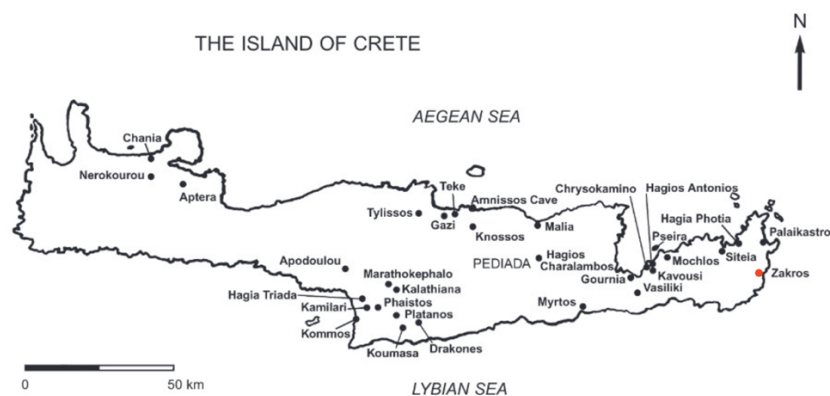 N
THE ISLAND OF CRETE
AEGEAN SEA
Chania
Nerokourou
Aptera
Teke
Amnissos Cave
Chrysokamino
Hagios Antonios
Tylissos
Gazi
Knossos
Malia
Hagia Photia
Pseira
Palaikastro
Siteia
Mochlos
PEDIADA
Hagios
Charalambos
Gournia
Kavousi
Zakros
Vasiliki
Apodoulou
Marathokephalo
Kalathiana
Hagia Triada
Kamilari
Phaistos
Platanos
Myrtos
Kommos
Koumasa
Drakones
0
50 km
LYBIAN SEA